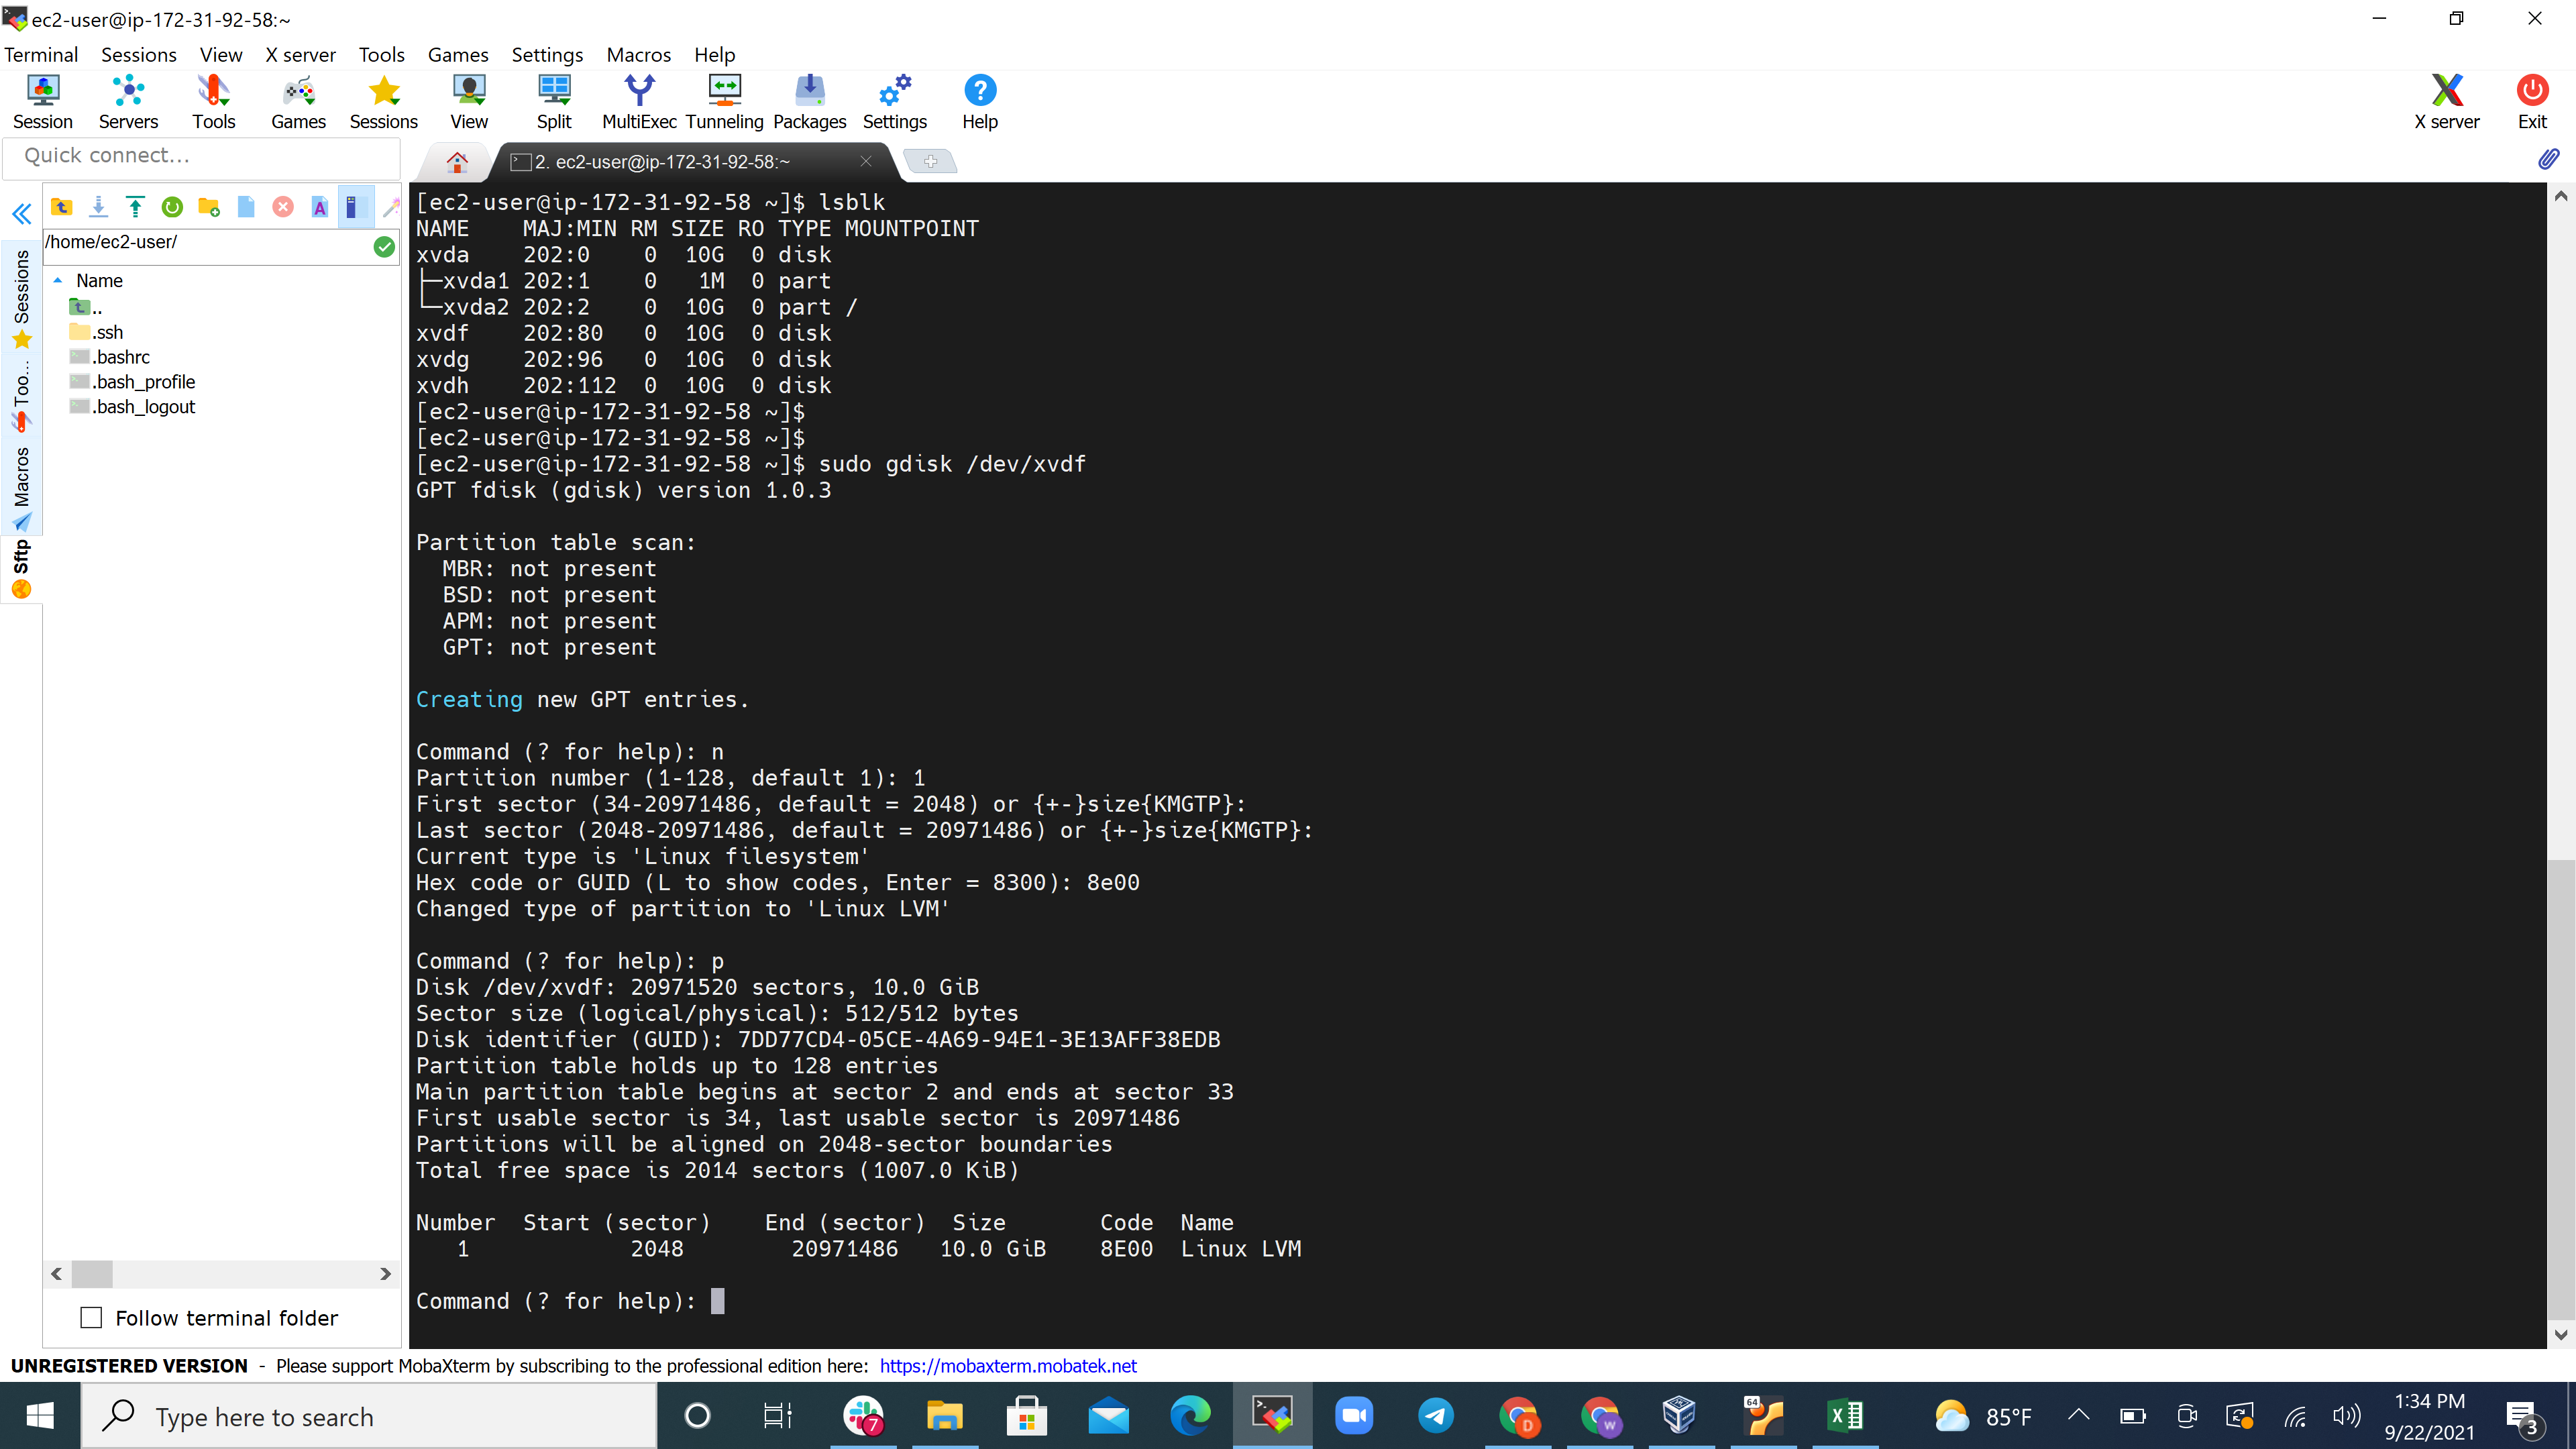 ec2-user@ip-172-31-92-58:~
Terminal Sessions View X server Tools Games Settings Macros Help
Session Servers Tools Games Sessions View Split MultiExec Tunneling Packages Settings Help X server Exit
Quick connect...
2. ec2-user@ip-172-31-92-58:~
/home/ec2-user/
Name
..
.ssh
.bashrc
.bash_profile
.bash_logout
Sessions
Too...
Macros
Sftp
Follow terminal folder
[ec2-user@ip-172-31-92-58 ~]$ lsblk
NAME    MAJ:MIN RM SIZE RO TYPE MOUNTPOINT
xvda    202:0    0  10G  0 disk
├─xvda1 202:1    0   1M  0 part
└─xvda2 202:2    0  10G  0 part /
xvdf    202:80   0  10G  0 disk
xvdg    202:96   0  10G  0 disk
xvdh    202:112  0  10G  0 disk
[ec2-user@ip-172-31-92-58 ~]$
[ec2-user@ip-172-31-92-58 ~]$
[ec2-user@ip-172-31-92-58 ~]$ sudo gdisk /dev/xvdf
GPT fdisk (gdisk) version 1.0.3
Partition table scan:
  MBR: not present
  BSD: not present
  APM: not present
  GPT: not present
Creating new GPT entries.
Command (? for help): n
Partition number (1-128, default 1): 1
First sector (34-20971486, default = 2048) or {+-}size{KMGTP}:
Last sector (2048-20971486, default = 20971486) or {+-}size{KMGTP}:
Current type is 'Linux filesystem'
Hex code or GUID (L to show codes, Enter = 8300): 8e00
Changed type of partition to 'Linux LVM'
Command (? for help): p
Disk /dev/xvdf: 20971520 sectors, 10.0 GiB
Sector size (logical/physical): 512/512 bytes
Disk identifier (GUID): 7DD77CD4-05CE-4A69-94E1-3E13AFF38EDB
Partition table holds up to 128 entries
Main partition table begins at sector 2 and ends at sector 33
First usable sector is 34, last usable sector is 20971486
Partitions will be aligned on 2048-sector boundaries
Total free space is 2014 sectors (1007.0 KiB)
Number  Start (sector)    End (sector)  Size       Code  Name
   1            2048        20971486   10.0 GiB    8E00  Linux LVM
Command (? for help):
UNREGISTERED VERSION - Please support MobaXterm by subscribing to the professional edition here: https://mobaxterm.mobatek.net
Type here to search
7
D
W
64
85°F
1:34 PM
9/22/2021
3